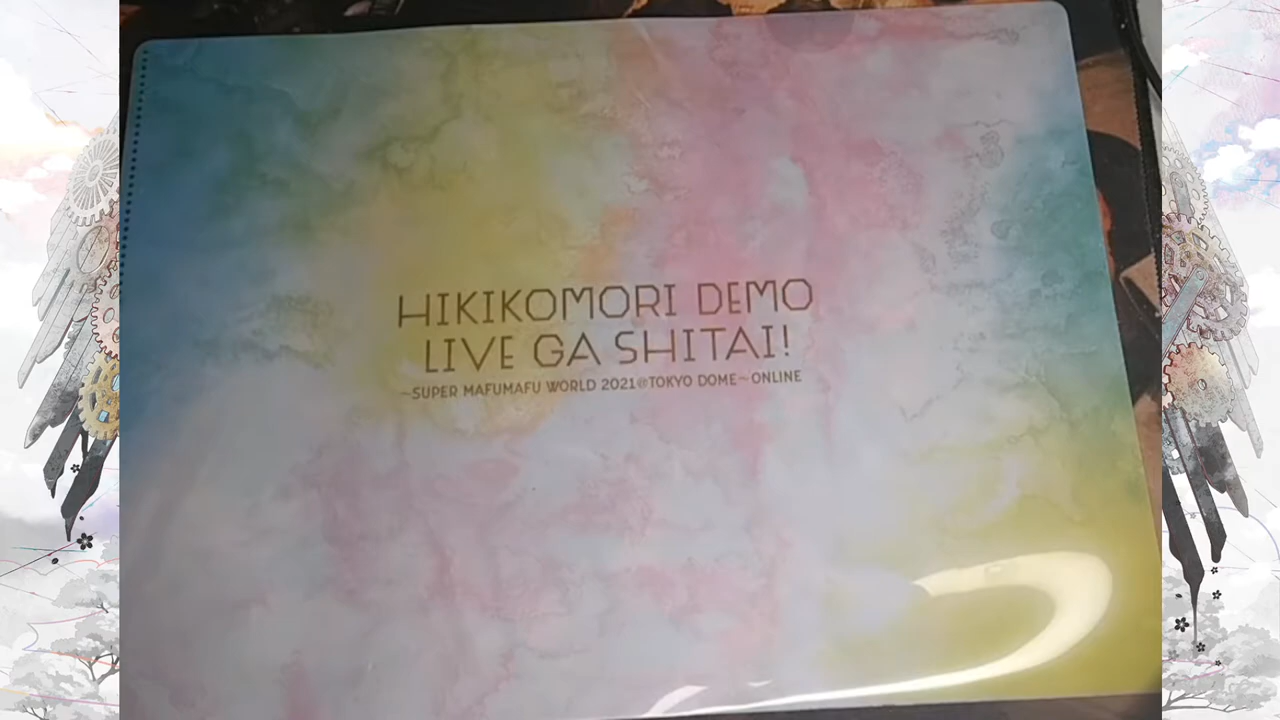 HIKIKOMORI DEMO
LIVE GA SHITAI!
~SUPER MAFUMAFU WORLD 2021@TOKYO DOME~ ONLINE